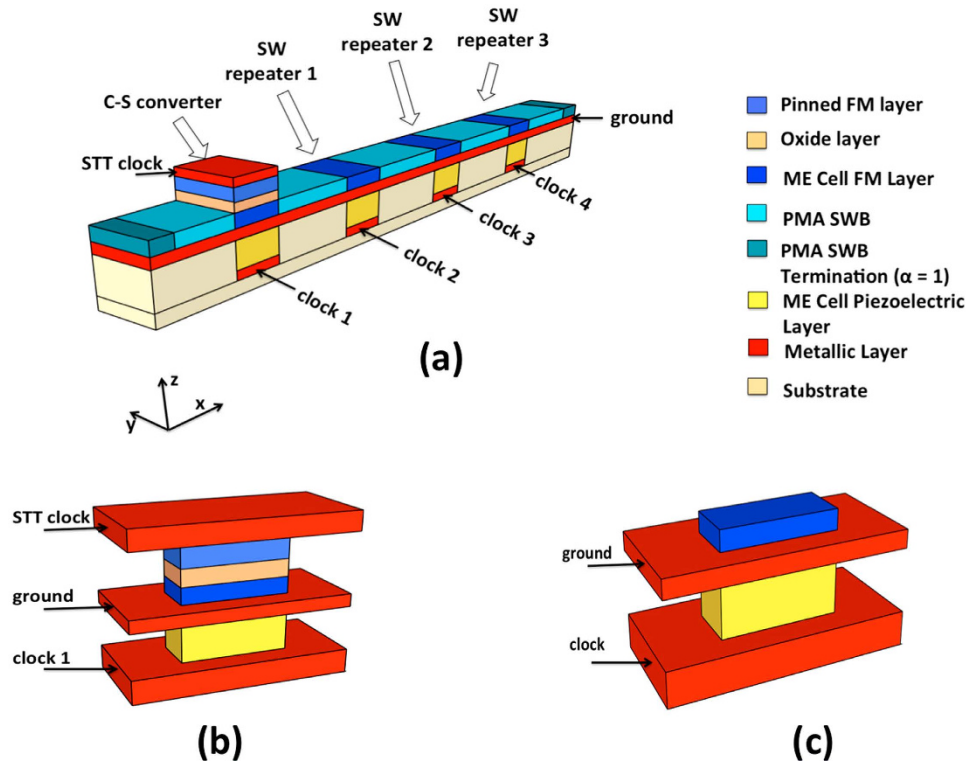 SW
repeater 1
SW
repeater 2
SW
repeater 3
C-S converter
STT clock
ground
clock 1
clock 2
clock 3
clock 4
(a)
Pinned FM layer
Oxide layer
ME Cell FM Layer
PMA SWB
PMA SWB
Termination (α = 1)
ME Cell Piezoelectric
Layer
Metallic Layer
Substrate
z
x
y
STT clock
ground
clock 1
(b)
ground
clock
(c)